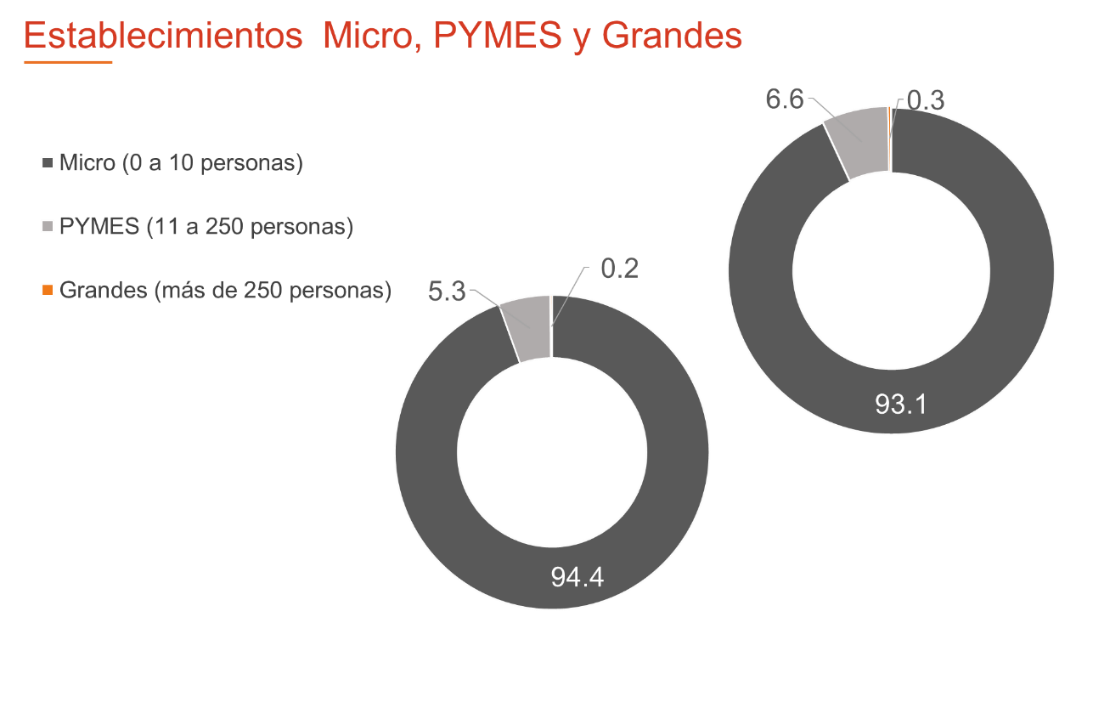 Establecimientos  Micro, PYMES y Grandes
Micro (0 a 10 personas)
PYMES (11 a 250 personas)
Grandes (más de 250 personas)
5.3
0.2
94.4
6.6
0.3
93.1